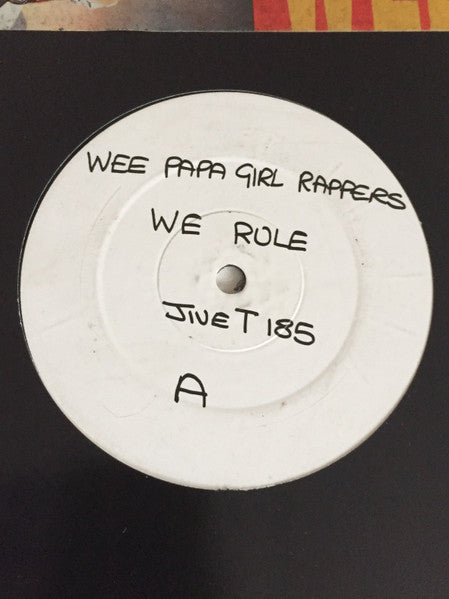 WEE PAPA GIRL RAPPERS
WE RULE
JIVE T 185
A